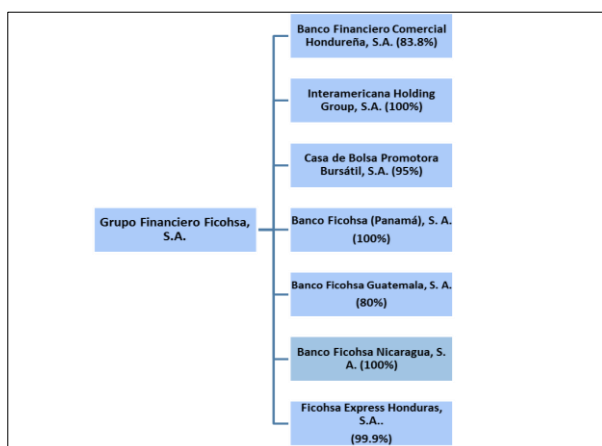 Banco Financiero Comercial
Hondureña, S.A. (83.8%)
Interamericana Holding
Group, S.A. (100%)
Casa de Bolsa Promotora
Bursátil, S.A. (95%)
Grupo Financiero Ficohsa,
S.A.
Banco Ficohsa (Panamá), S. A.
(100%)
Banco Ficohsa Guatemala, S. A.
(80%)
Banco Ficohsa Nicaragua, S.
A. (100%)
Ficohsa Express Honduras,
S.A..
(99.9%)